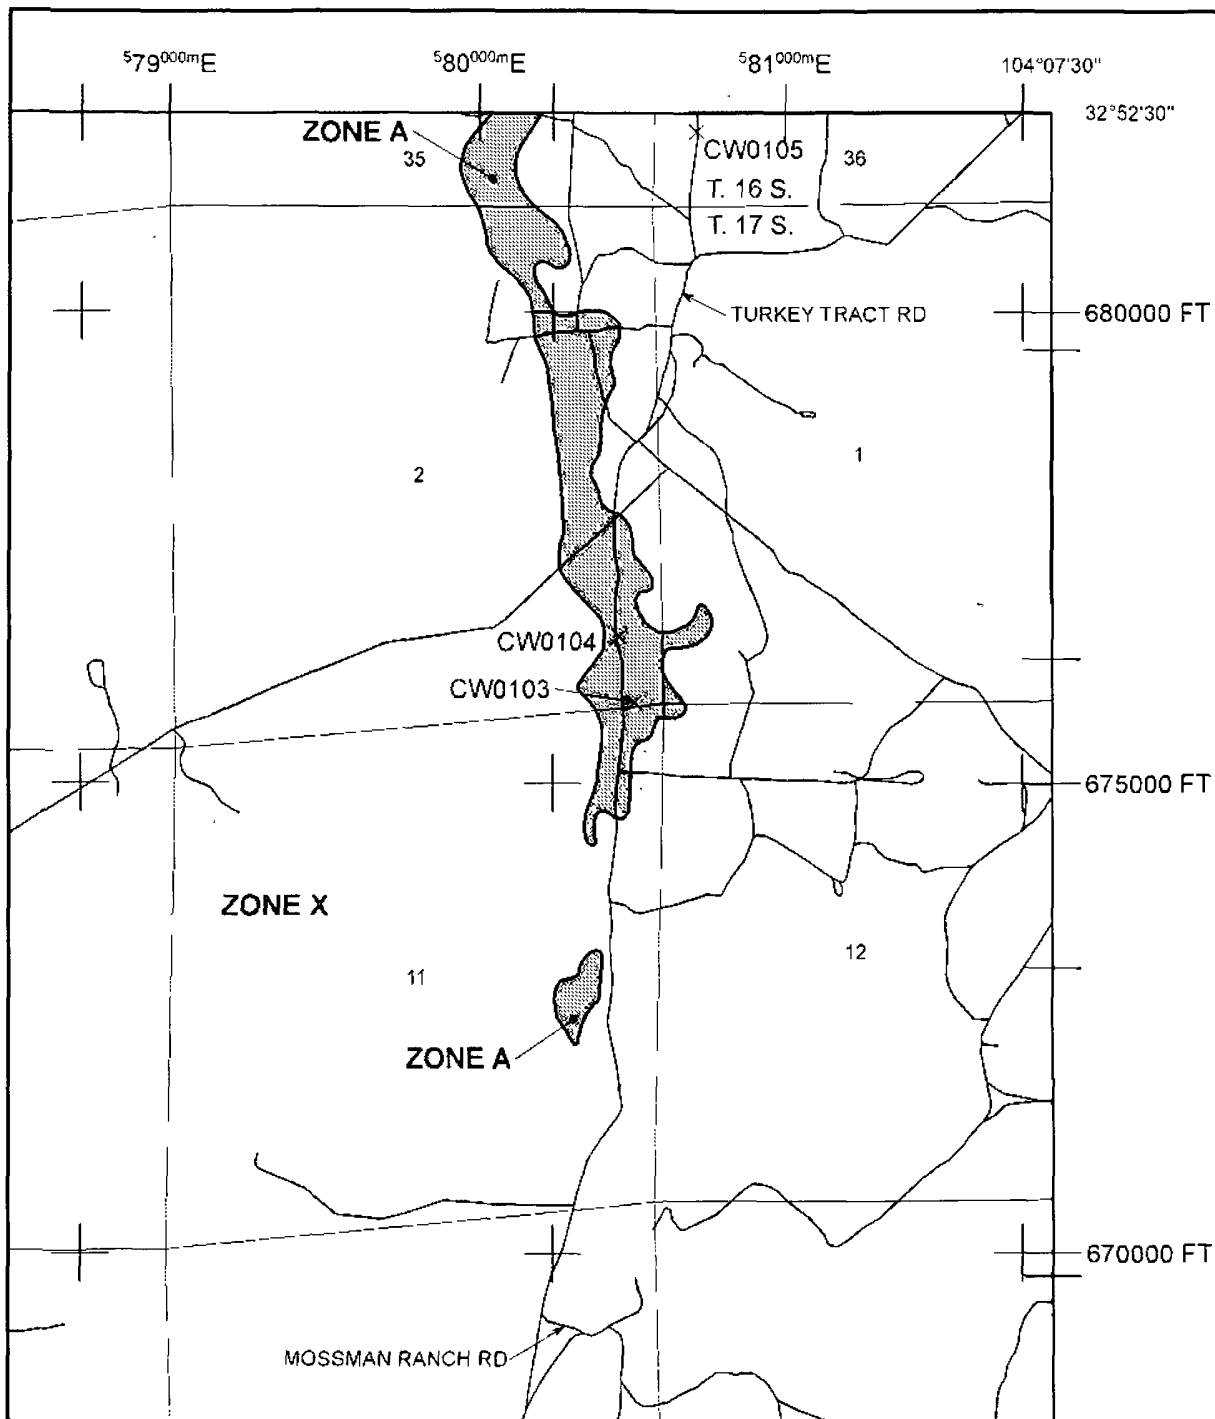 579000mE
580000mE
581000mE
104°07'30"
32°52'30"
ZONE A
35
CW0105
36
T. 16 S.
T. 17 S.
TURKEY TRACT RD
680000 FT
2
1
CW0104
CW0103
675000 FT
ZONE X
11
12
ZONE A
670000 FT
MOSSMAN RANCH RD